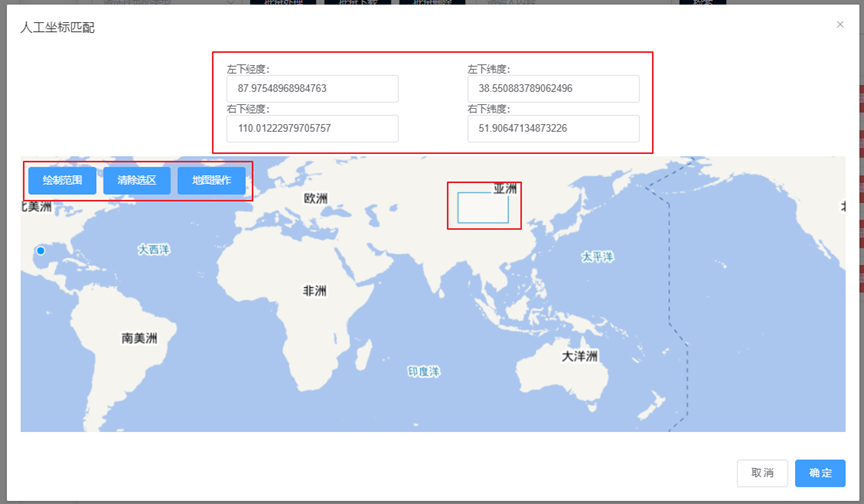 人工坐标匹配
×
左下经度: 左下纬度:
87.97548968984763 38.550883789062496
右下经度: 右下纬度:
110.01222979705757 51.90647134873226
绘制范围 清除选区 地图操作
亚洲
欧洲
北美洲
大西洋
太平洋
非洲
南美洲
大洋洲
印度洋
取消 确定